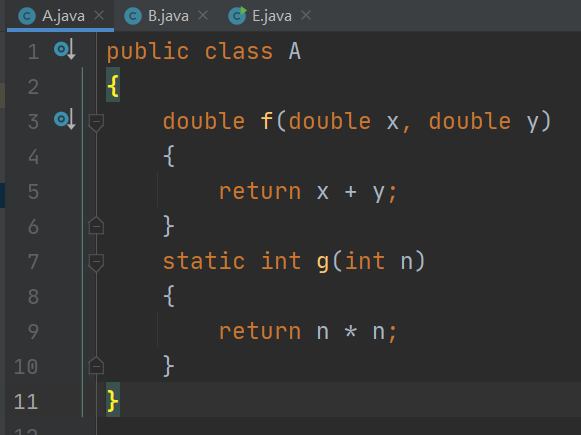 A.java B.java E.java
1 public class A
2 {
3 double f(double x, double y)
4 {
5 return x + y;
6 }
7 static int g(int n)
8 {
9 return n * n;
10 }
11 }